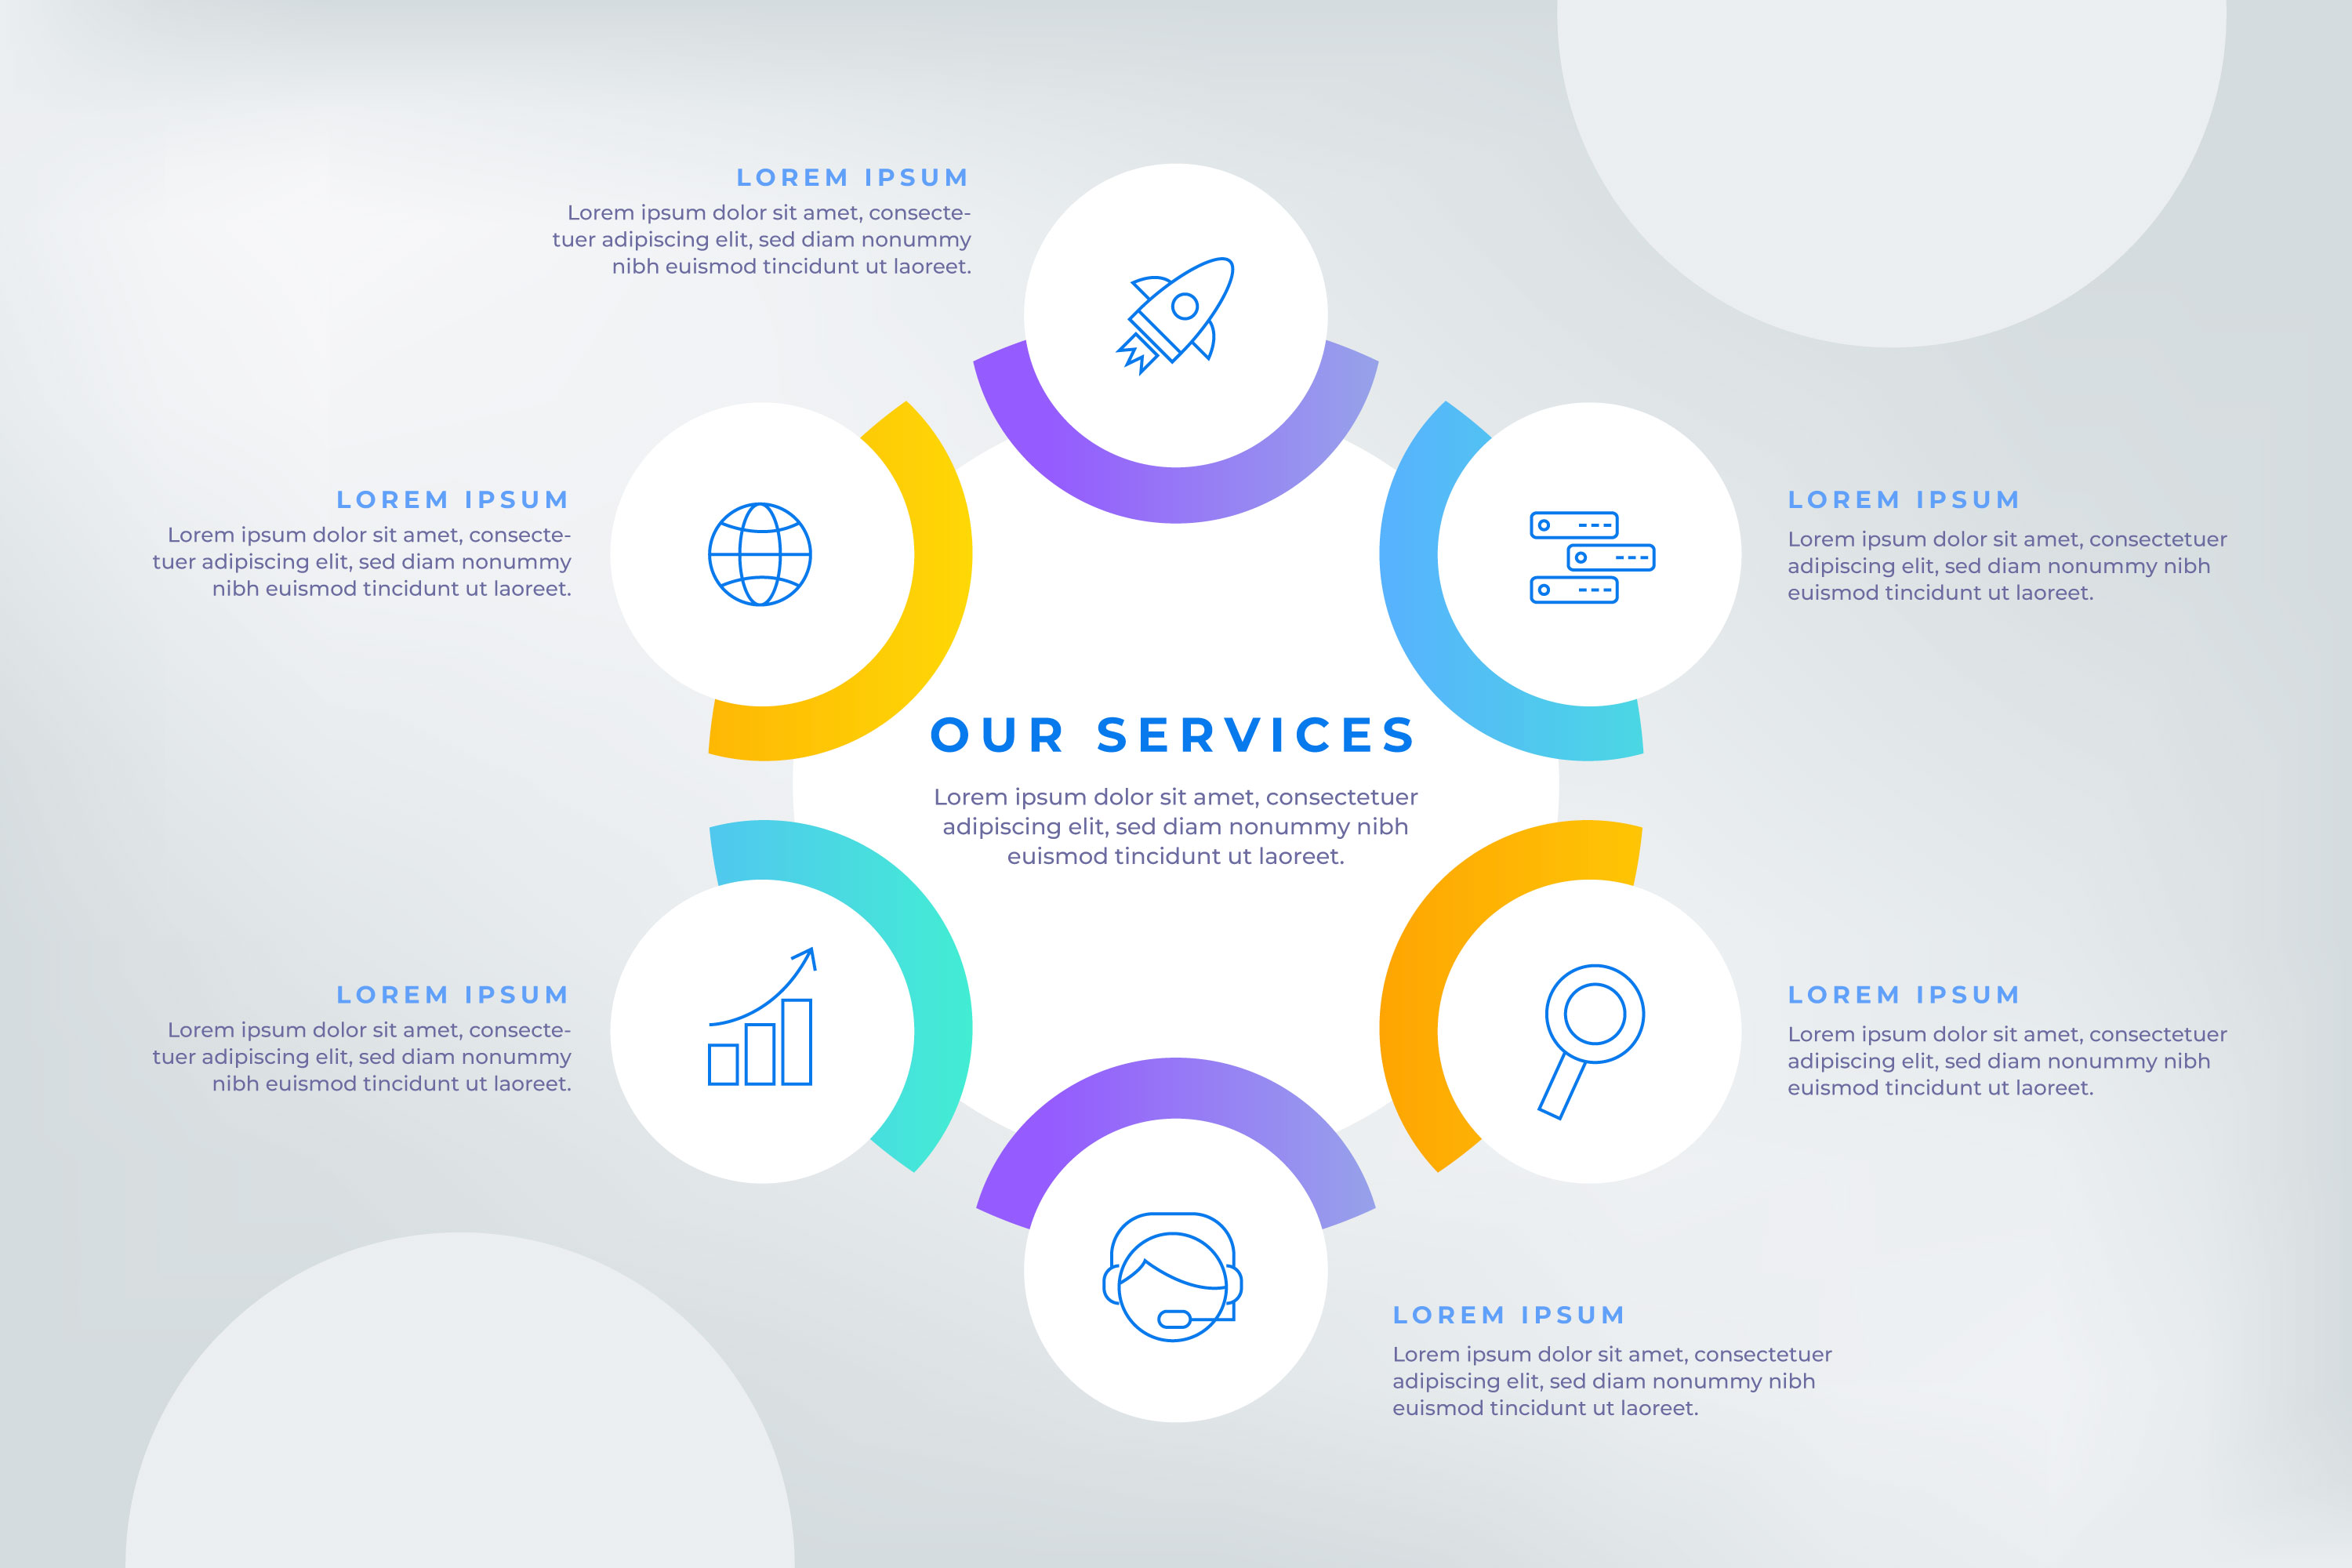 LOREM IPSUM
Lorem ipsum dolor sit amet, consecte-
tuer adipiscing elit, sed diam nonummy
nibh euismod tincidunt ut laoreet.
LOREM IPSUM
Lorem ipsum dolor sit amet, consecte-
tuer adipiscing elit, sed diam nonummy
nibh euismod tincidunt ut laoreet.
LOREM IPSUM
Lorem ipsum dolor sit amet, consectetuer
adipiscing elit, sed diam nonummy nibh
euismod tincidunt ut laoreet.
OUR SERVICES
Lorem ipsum dolor sit amet, consectetuer
adipiscing elit, sed diam nonummy nibh
euismod tincidunt ut laoreet.
LOREM IPSUM
Lorem ipsum dolor sit amet, consecte-
tuer adipiscing elit, sed diam nonummy
nibh euismod tincidunt ut laoreet.
LOREM IPSUM
Lorem ipsum dolor sit amet, consectetuer
adipiscing elit, sed diam nonummy nibh
euismod tincidunt ut laoreet.
LOREM IPSUM
Lorem ipsum dolor sit amet, consectetuer
adipiscing elit, sed diam nonummy nibh
euismod tincidunt ut laoreet.